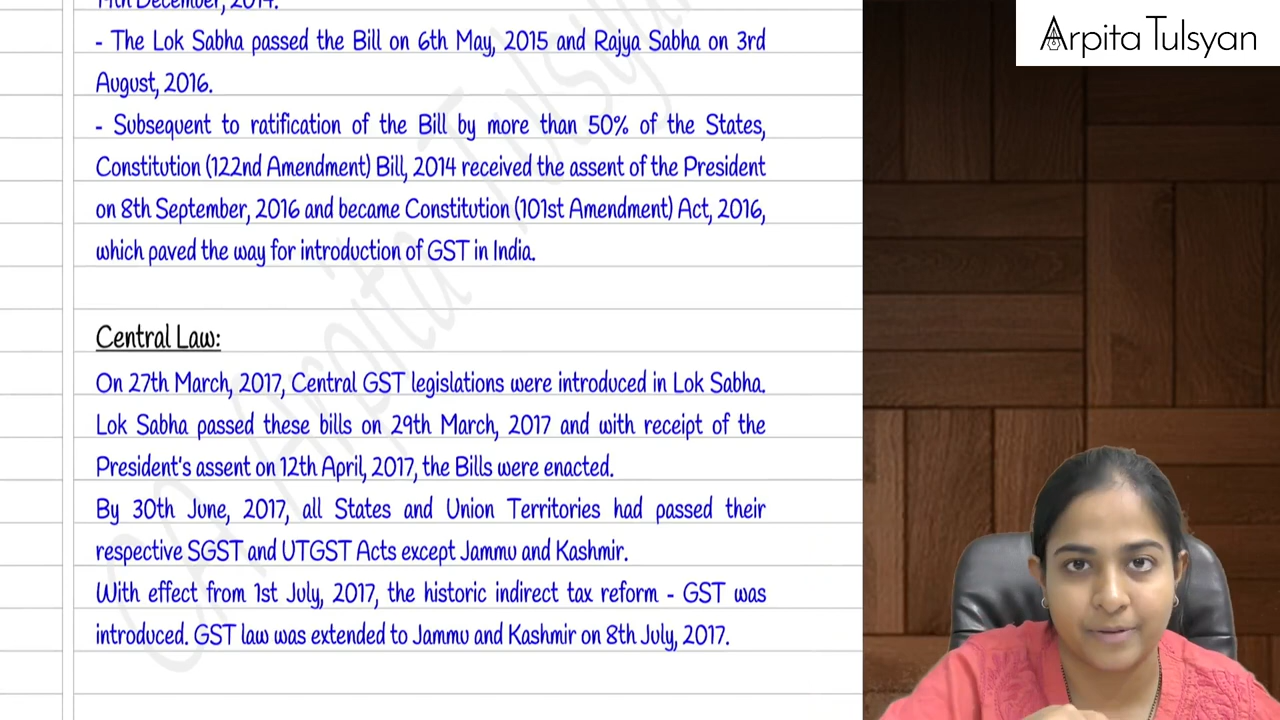 Arpita Tulsyan
- The Lok Sabha passed the Bill on 6th May, 2015 and Rajya Sabha on 3rd
August, 2016.
- Subsequent to ratification of the Bill by more than 50% of the States,
Constitution (122nd Amendment) Bill, 2014 received the assent of the President
on 8th September, 2016 and became Constitution (101st Amendment) Act, 2016,
which paved the way for introduction of GST in India.
Central Law:
On 27th March, 2017, Central GST legislations were introduced in Lok Sabha.
Lok Sabha passed these bills on 29th March, 2017 and with receipt of the
President's assent on 12th April, 2017, the Bills were enacted.
By 30th June, 2017, all States and Union Territories had passed their
respective SGST and UTGST Acts except Jammu and Kashmir.
With effect from 1st July, 2017, the historic indirect tax reform - GST was
introduced. GST law was extended to Jammu and Kashmir on 8th July, 2017.
CA Arpita Tulsyan